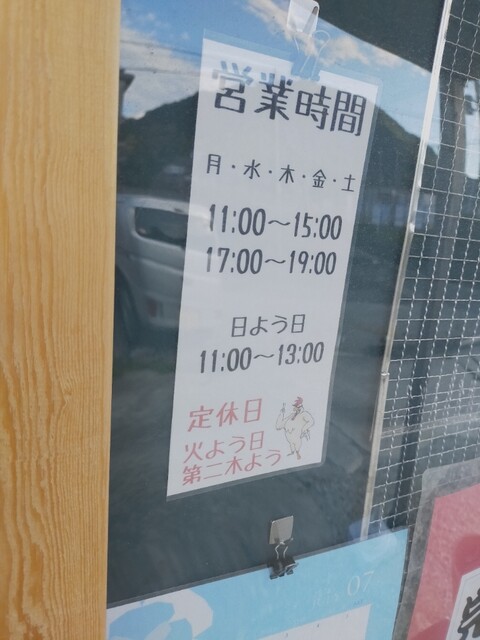 営業時間
月・水・木・金・土
11:00～15:00
17:00～19:00
日よう日
11:00～13:00
定休日
火よう日
第二木よう
07